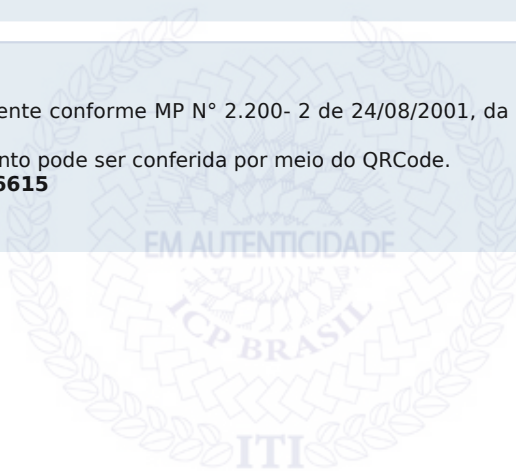 ente conforme MP N° 2.200- 2 de 24/08/2001, da
nto pode ser conferida por meio do QRCode.
6615
EM AUTENTICIDADE
ICP BRASIL
ITI